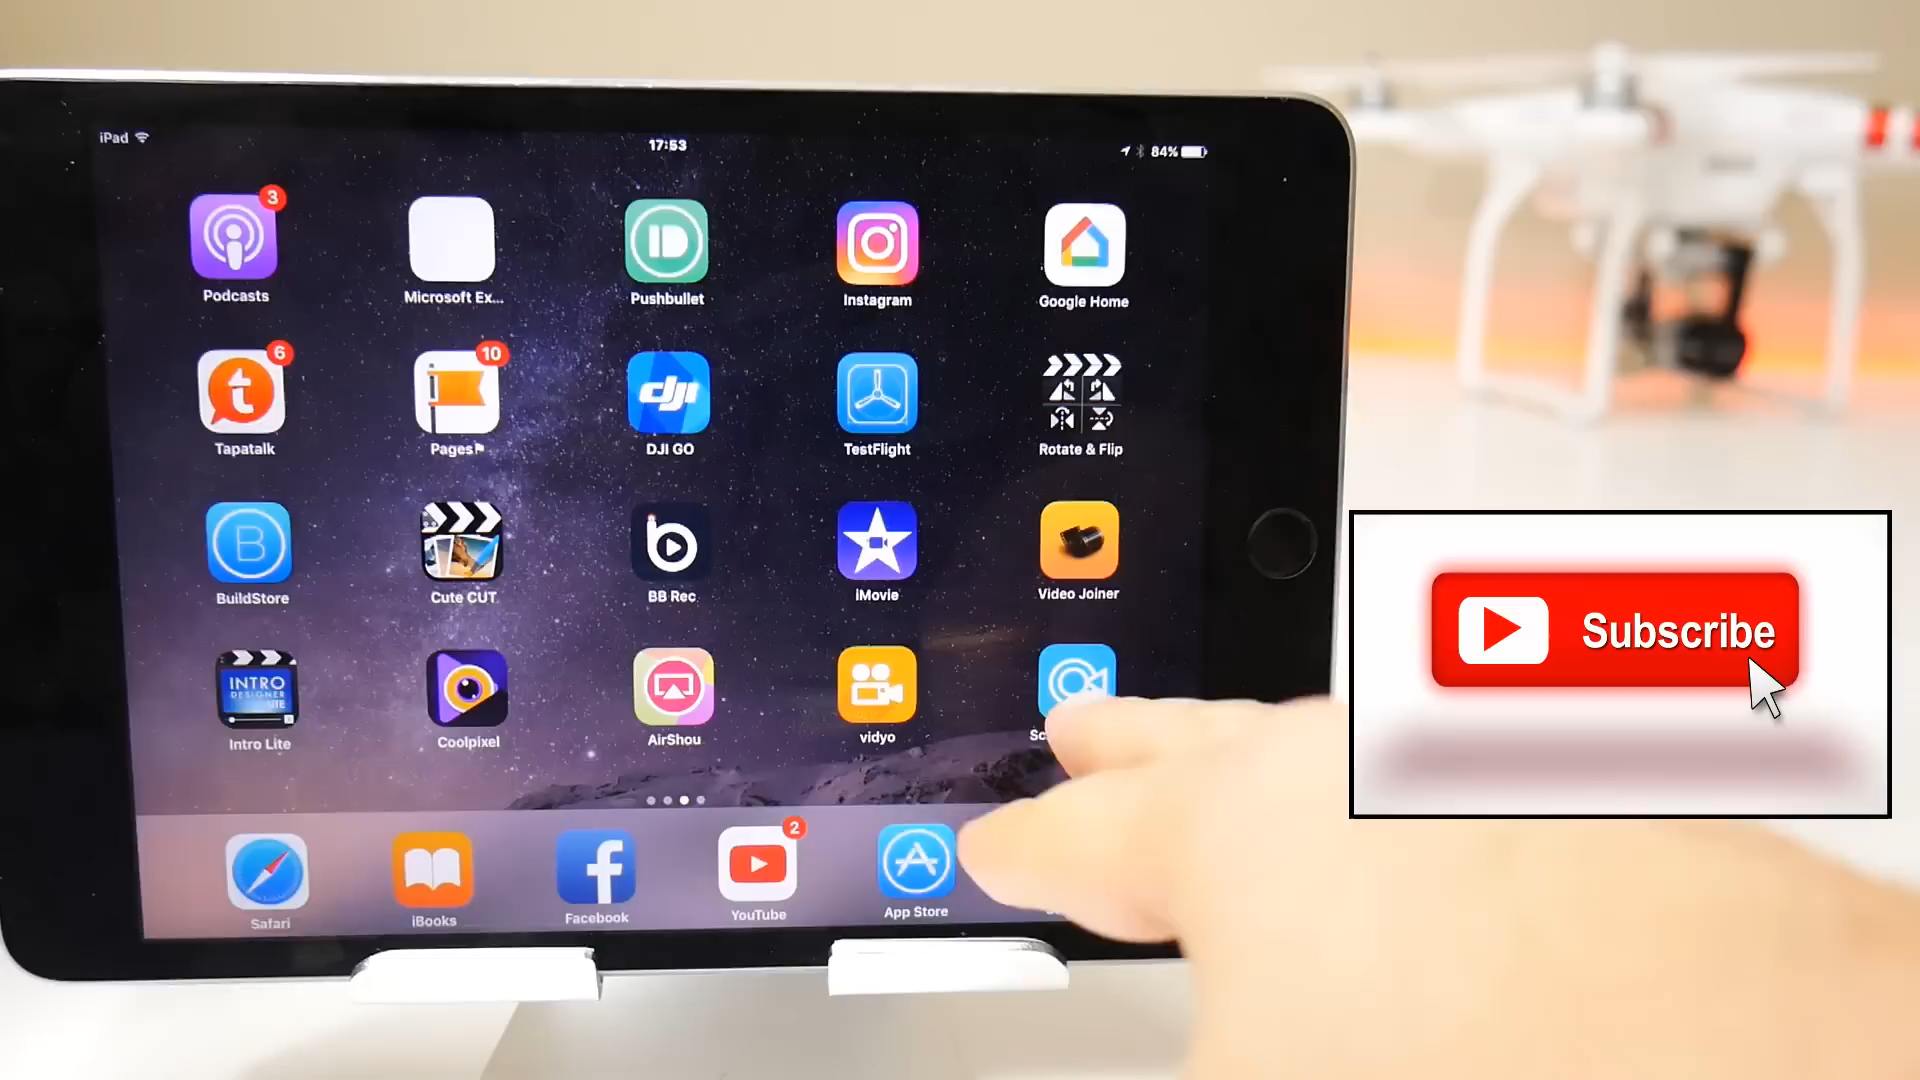 iPad
17:53
84%
3
Podcasts
Microsoft Ex...
Pushbullet
Instagram
Google Home
6
10
t
dji
Tapatalk
Pages
DJI GO
TestFlight
Rotate & Flip
B
b
BuildStore
Cute CUT
BB Rec
iMovie
Video Joiner
INTRO
DESIGNER
Intro Lite
Coolpixel
AirShou
vidyo
2
f
Safari
iBooks
Facebook
YouTube
App Store
Subscribe